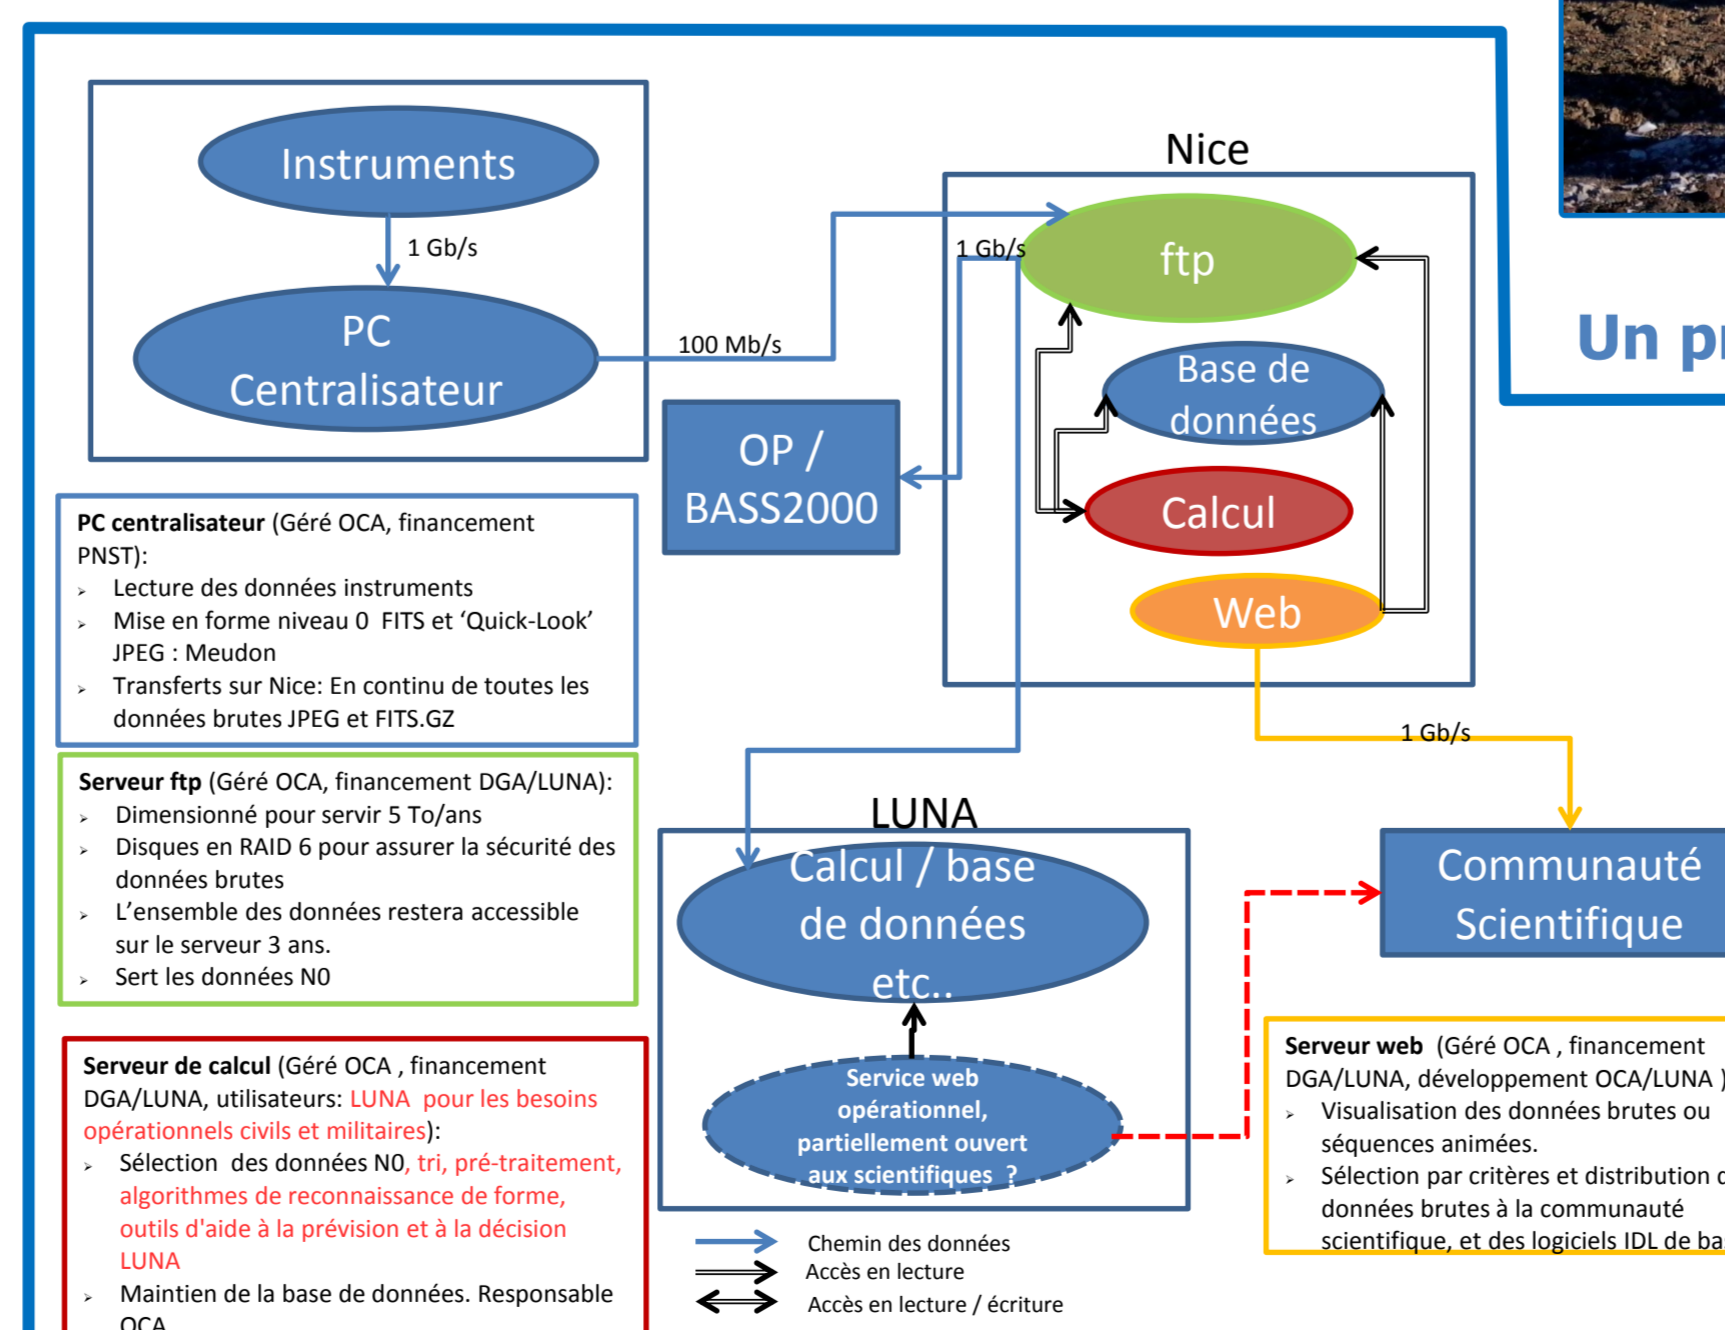 Instruments
1 Gb/s
PC
Centralisateur
100 Mb/s
Nice
1 Gb/s
ftp
Base de
données
Calcul
Web
OP /
BASS2000
Un
1 Gb/s
PC centralisateur (Géré OCA, financement
PNST):
➢ Lecture des données instruments
➢ Mise en forme niveau 0 FITS et ‘Quick-Look’
JPEG : Meudon
➢ Transferts sur Nice: En continu de toutes les
données brutes JPEG et FITS.GZ
Serveur ftp (Géré OCA, financement DGA/LUNA):
➢ Dimensionné pour servir 5 To/ans
➢ Disques en RAID 6 pour assurer la sécurité des
données brutes
➢ L’ensemble des données restera accessible
sur le serveur 3 ans.
➢ Sert les données N0
Serveur de calcul (Géré OCA , financement
DGA/LUNA, utilisateurs: LUNA pour les besoins
opérationnels civils et militaires):
➢ Sélection des données N0, tri, pré-traitement,
algorithmes de reconnaissance de forme,
outils d'aide à la prévision et à la décision
LUNA
➢ Maintien de la base de données. Responsable
OCA
LUNA
Calcul / base
de données
etc..
Service web
opérationnel,
partiellement ouvert
aux scientifiques ?
Chemin des données
Accès en lecture
Accès en lecture / écriture
Communauté
Scientifique
Serveur web (Géré OCA , financement
DGA/LUNA, développement OCA/LUNA )
➢ Visualisation des données brutes ou
séquences animées.
➢ Sélection par critères et distribution
données brutes à la communauté
scientifique, et des logiciels IDL de